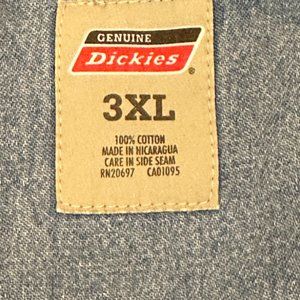 GENUINE
Dickies®
3XL
100% COTTON
MADE IN NICARAGUA
CARE IN SIDE SEAM
RN20697 CA01095